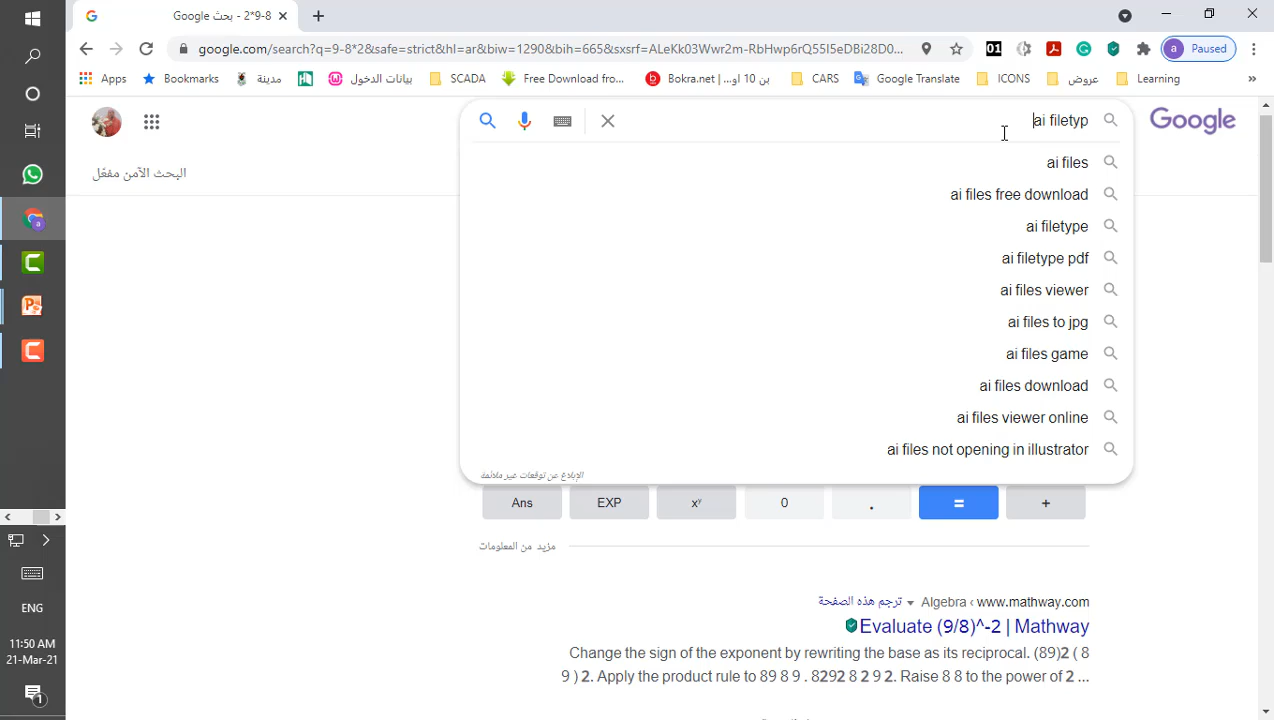 9-8*2 - بحث Google
google.com/search?q=9-8*2&safe=strict&hl=ar&biw=1290&bih=665&sxsrf=ALeKk03Wwr2m-RbHwp6rQ55I5eDBi28D0...
01
a Paused
Apps
Bookmarks
مدينة
بيانات الدخول
SCADA
Free Download fro...
Bokra.net | بن 10 او...
CARS
Google Translate
ICONS
عروض
Learning
»
ai filetyp
Google
البحث الآمن مفعّل
ai files
ai files free download
ai filetype
ai filetype pdf
ai files viewer
ai files to jpg
ai files game
ai files download
ai files viewer online
ai files not opening in illustrator
الإبلاغ عن توقعات غير ملائمة
Ans EXP xʸ 0 . = +
مزيد من المعلومات
ترجم هذه الصفحة ▾ Algebra ‹ www.mathway.com
Evaluate (9/8)^-2 | Mathway
Change the sign of the exponent by rewriting the base as its reciprocal. (89)2 ( 8
9 ) 2. Apply the product rule to 89 8 9 . 8292 8 2 9 2. Raise 8 8 to the power of 2 ...
ENG
11:50 AM
21-Mar-21
1